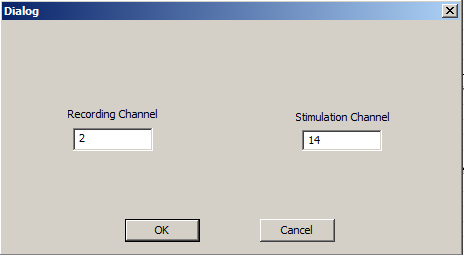 Dialog
Recording Channel
Stimulation Channel
2
14
OK
Cancel